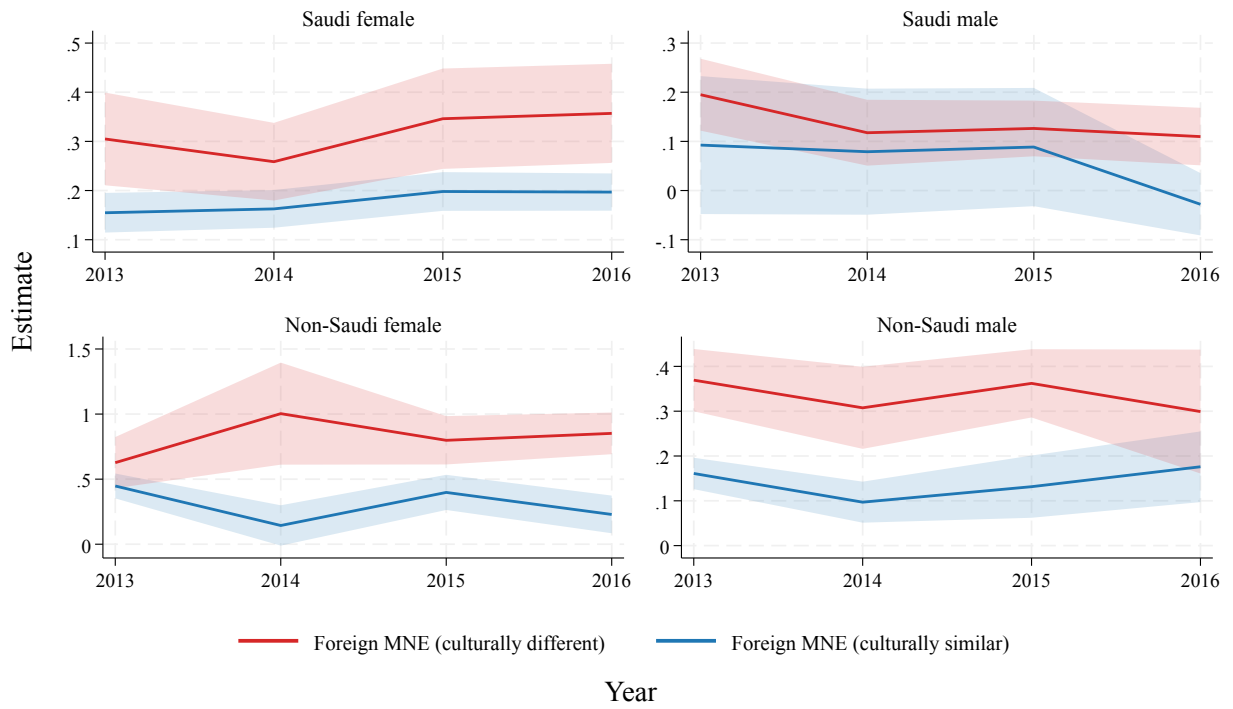 Saudi female
.5
.4
.3
.2
.1
2013 2014 2015 2016
Saudi male
.3
.2
.1
0
-.1
2013 2014 2015 2016
Estimate
Non-Saudi female
1.5
1
.5
0
2013 2014 2015 2016
Non-Saudi male
.4
.3
.2
.1
0
2013 2014 2015 2016
Foreign MNE (culturally different) Foreign MNE (culturally similar)
Year